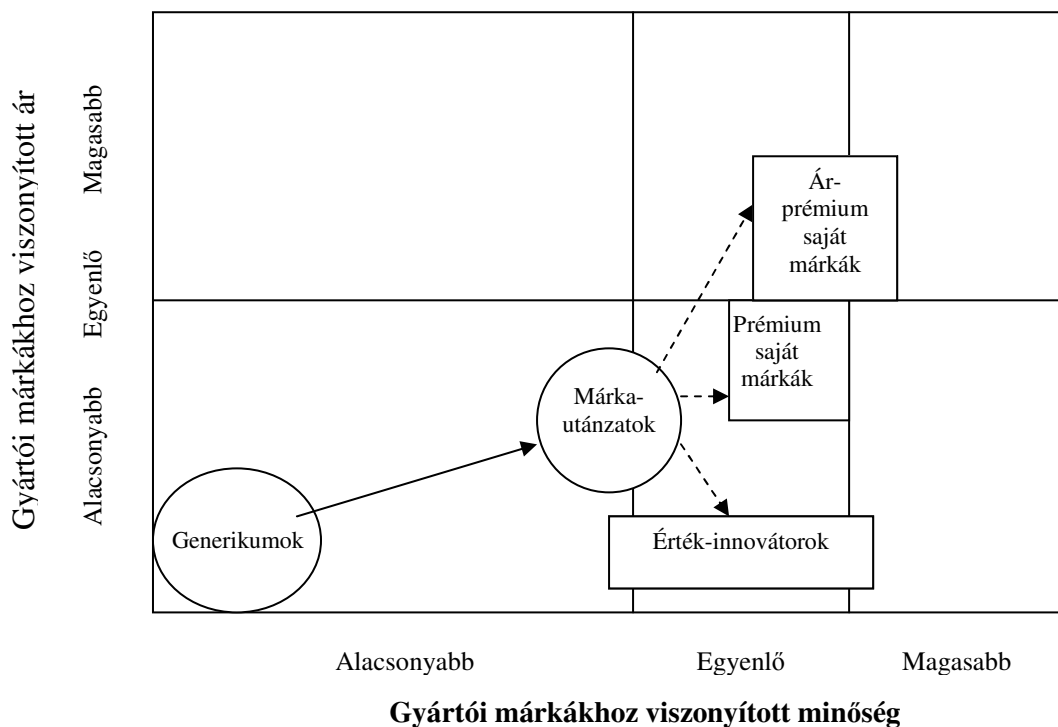 Gyártói márkákhoz viszonyított ár
Magasabb
Egyenlő
Alacsonyabb
Ár-
prémium
saját
márkák
Prémium
saját
márkák
Márka-
utánzatok
Generikumok
Érték-innovátorok
Alacsonyabb
Egyenlő
Magasabb
Gyártói márkákhoz viszonyított minőség